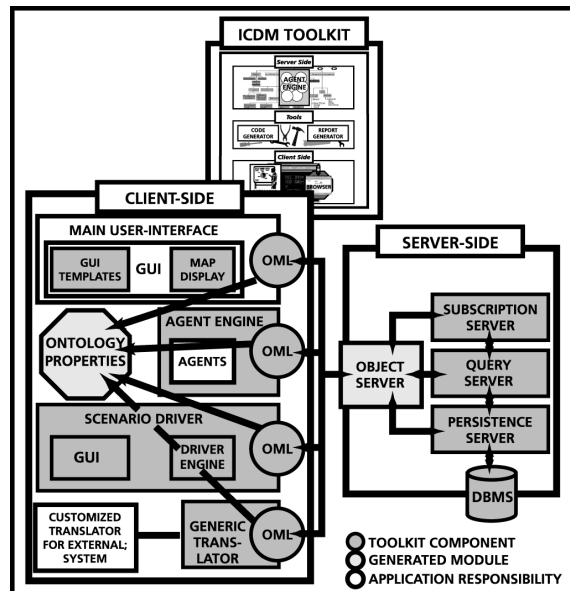 ICDM TOOLKIT
Server Side
AGENT
ENGINE
Tools
CODE
GENERATOR
REPORT
GENERATOR
Client Side
BROWSER
CLIENT-SIDE
MAIN USER-INTERFACE
GUI
TEMPLATES
GUI
MAP
DISPLAY
OML
ONTOLOGY
PROPERTIES
AGENT ENGINE
AGENTS
OML
SCENARIO DRIVER
GUI
DRIVER
ENGINE
OML
CUSTOMIZED
TRANSLATOR
FOR EXTERNAL;
SYSTEM
GENERIC
TRANS-
LATOR
OML
SERVER-SIDE
SUBSCRIPTION
SERVER
OBJECT
SERVER
QUERY
SERVER
PERSISTENCE
SERVER
DBMS
TOOLKIT COMPONENT
GENERATED MODULE
APPLICATION RESPONSIBILITY